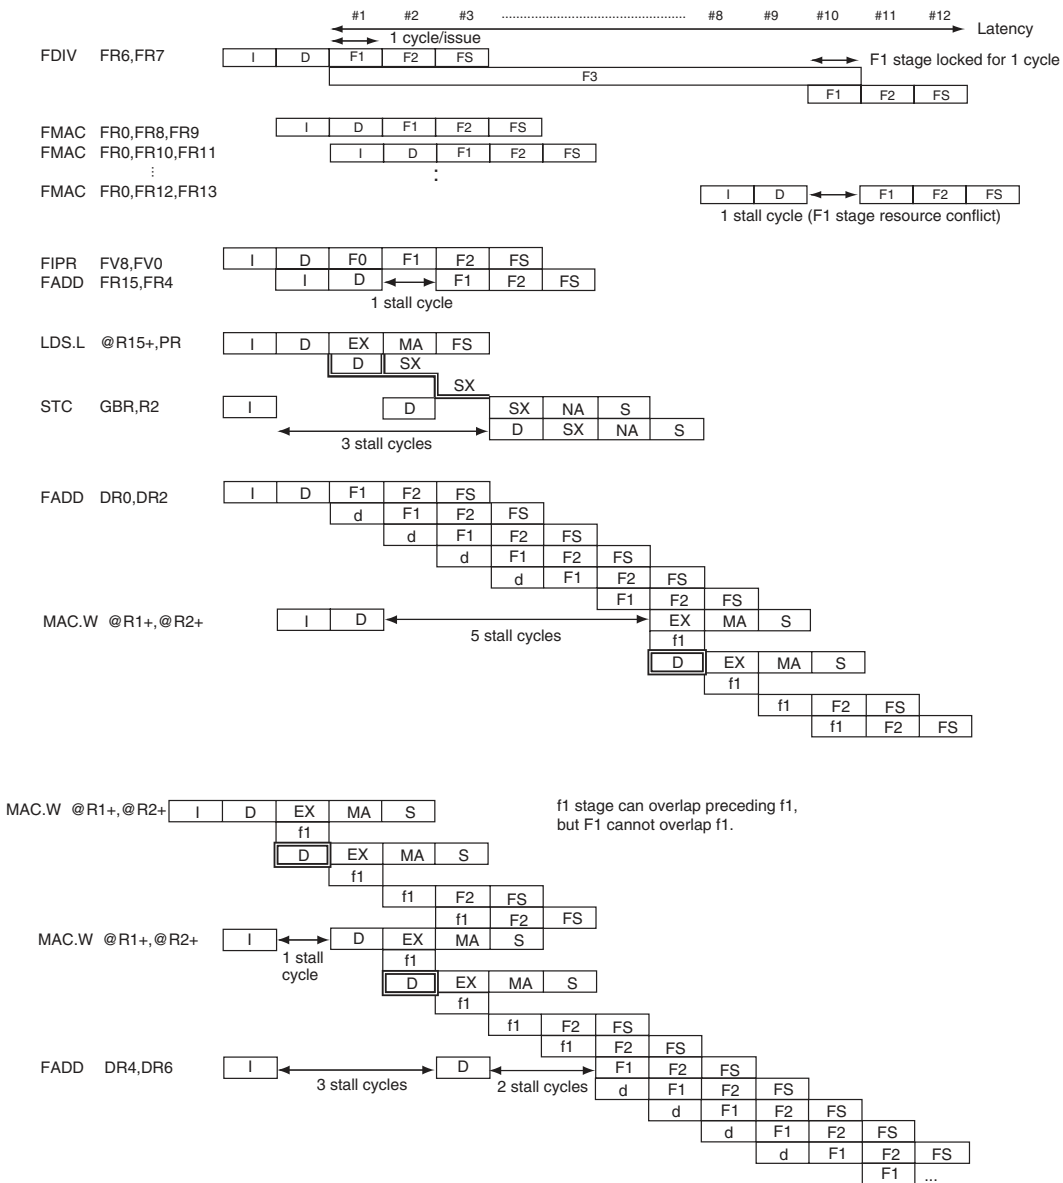 #1 #2 #3 #8 #9 #10 #11 #12
Latency
1 cycle/issue
FDIV FR6,FR7 I D F1 F2 FS
F1 stage locked for 1 cycle
F3
F1 F2 FS
FMAC FR0,FR8,FR9 I D F1 F2 FS
FMAC FR0,FR10,FR11 I D F1 F2 FS
FMAC FR0,FR12,FR13 I D F1 F2 FS
1 stall cycle (F1 stage resource conflict)
FIPR FV8,FV0 I D F0 F1 F2 FS
FADD FR15,FR4 I D F1 F2 FS
1 stall cycle
LDS.L @R15+,PR I D EX MA FS
D SX
SX
STC GBR,R2 I D SX NA S
D SX NA S
3 stall cycles
FADD DR0,DR2 I D F1 F2 FS
d F1 F2 FS
d F1 F2 FS
d F1 F2 FS
d F1 F2 FS
F1 F2 FS
MAC.W @R1+,@R2+ I D EX MA S
5 stall cycles
f1
D EX MA S
f1
f1 F2 FS
f1 F2 FS
MAC.W @R1+,@R2+ I D EX MA S
f1 stage can overlap preceding f1,
but F1 cannot overlap f1.
f1
D EX MA S
f1
f1 F2 FS
f1 F2 FS
MAC.W @R1+,@R2+ I D EX MA S
1 stall
cycle
f1
D EX MA S
f1
f1 F2 FS
f1 F2 FS
FADD DR4,DR6 I D F1 F2 FS
3 stall cycles 2 stall cycles
d F1 F2 FS
d F1 F2 FS
d F1 F2 FS
d F1 F2 FS
F1 ...